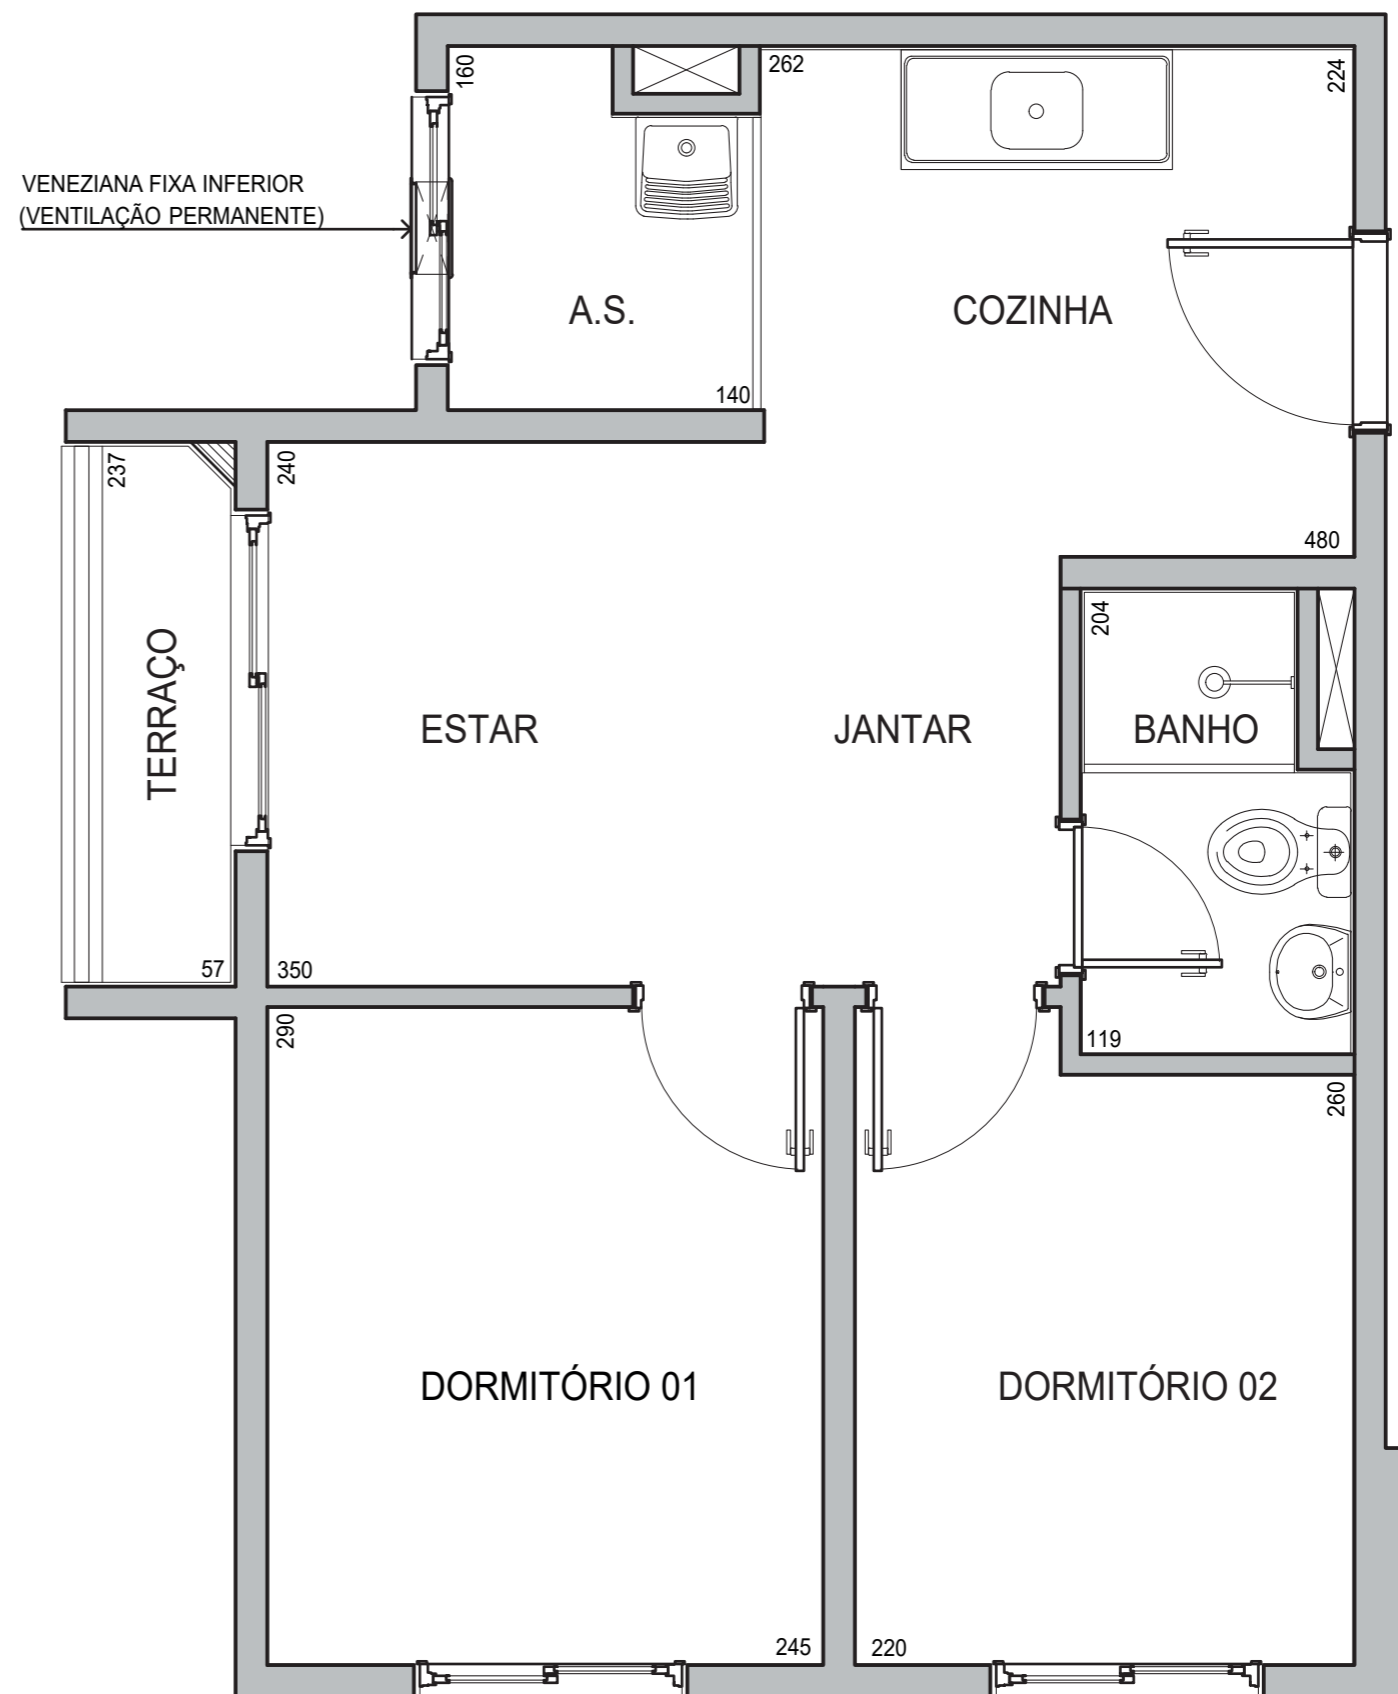 160
262
224
VENEZIANA FIXA INFERIOR
(VENTILAÇÃO PERMANENTE)
A.S.
COZINHA
140
237
240
480
204
TERRAÇO
ESTAR
JANTAR
BANHO
57
350
290
119
260
DORMITÓRIO 01
DORMITÓRIO 02
245
220